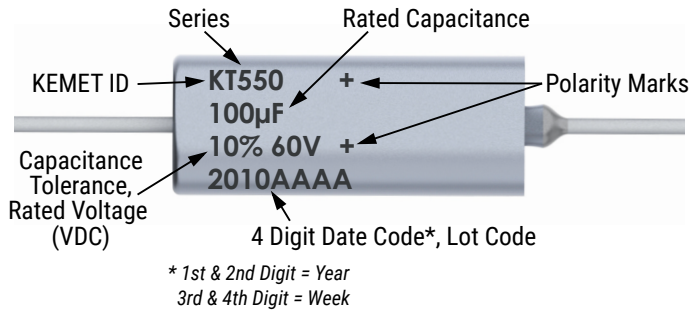 Series
Rated Capacitance
KEMET ID
KT550 +
Polarity Marks
100µF
10% 60V +
2010AAAA
Capacitance
Tolerance,
Rated Voltage
(VDC)
4 Digit Date Code*, Lot Code
* 1st & 2nd Digit = Year
3rd & 4th Digit = Week